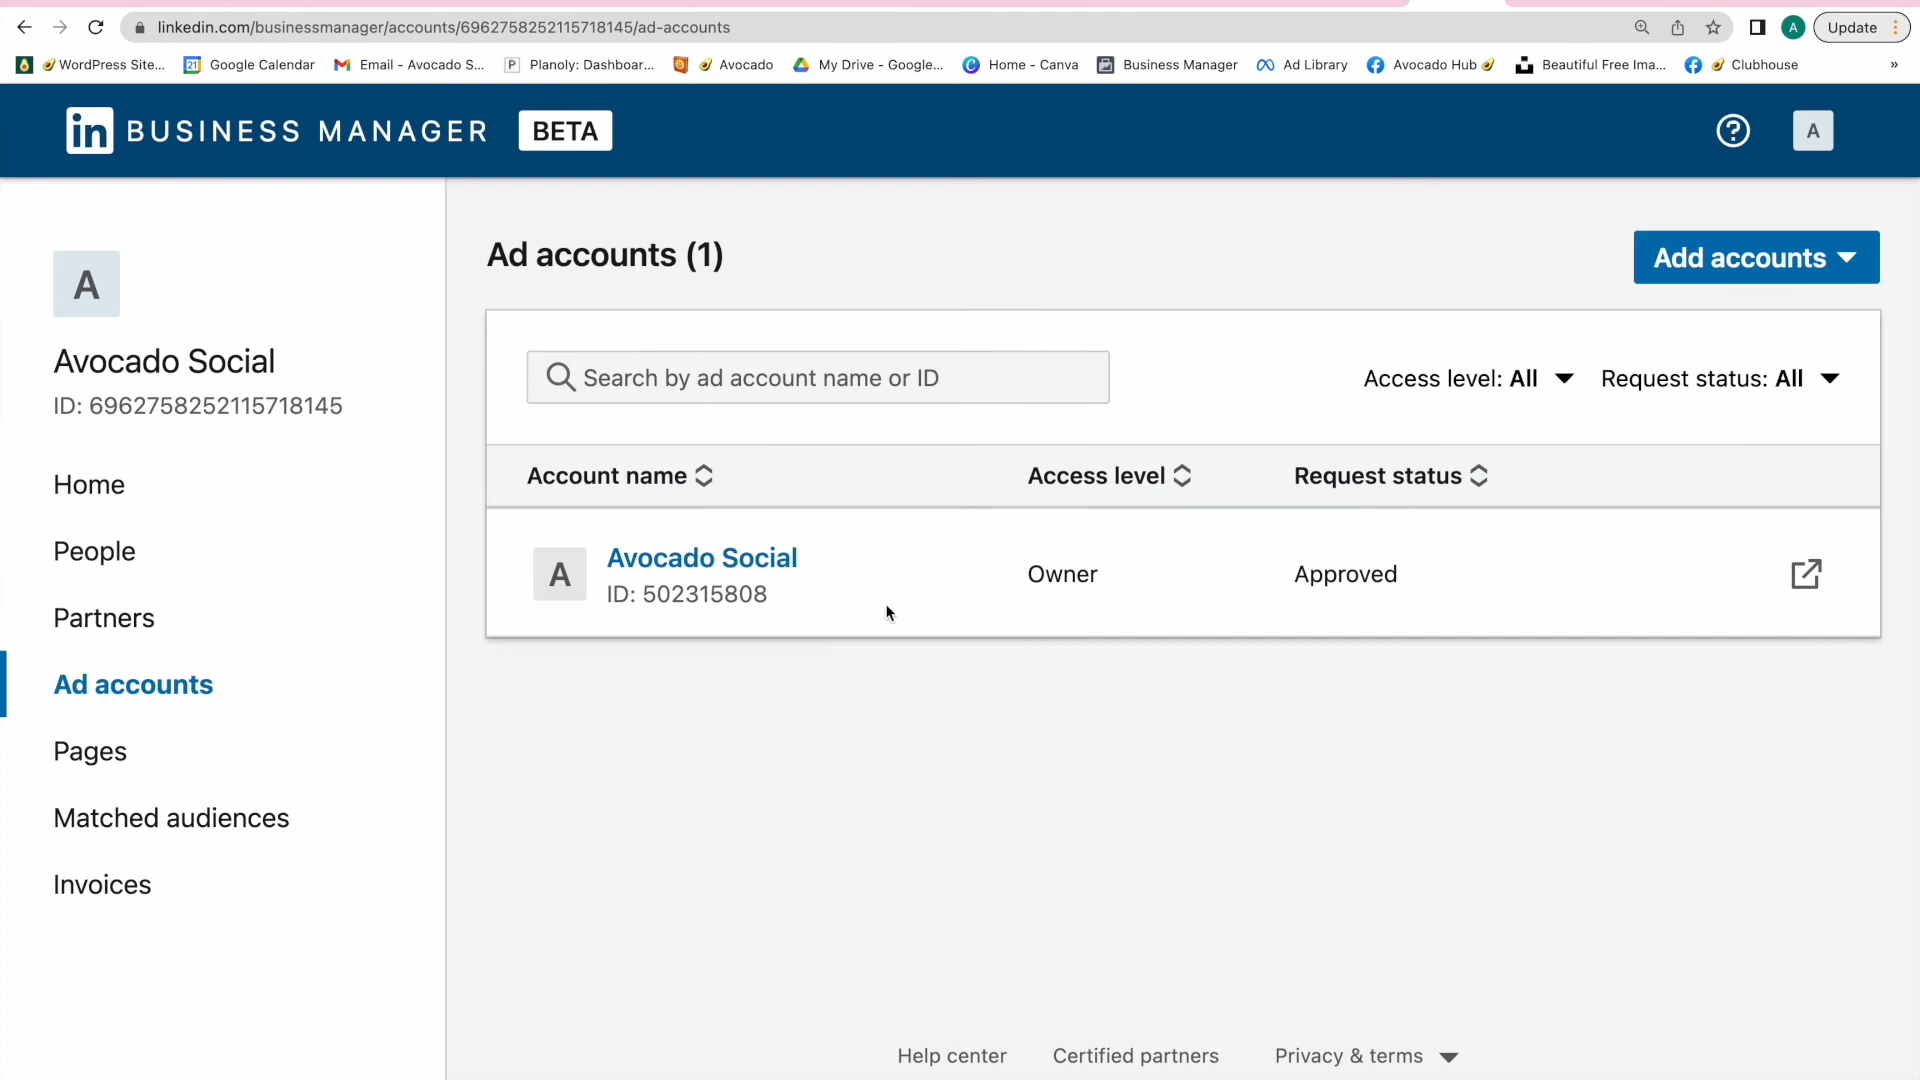 linkedin.com/businessmanager/accounts/6962758252115718145/ad-accounts
A
Update
WordPress Site...
21
Google Calendar
Email - Avocado S...
P
Planoly: Dashboar...
Avocado
My Drive - Google...
C
Home - Canva
Business Manager
Ad Library
Avocado Hub
Beautiful Free Ima...
Clubhouse
»
in BUSINESS MANAGER
BETA
?
A
A
Avocado Social
ID: 6962758252115718145
Home
People
Partners
Ad accounts
Pages
Matched audiences
Invoices
Ad accounts (1)
Add accounts
Search by ad account name or ID
Access level: All
Request status: All
Account name
Access level
Request status
A
Avocado Social
ID: 502315808
Owner
Approved
Help center
Certified partners
Privacy & terms